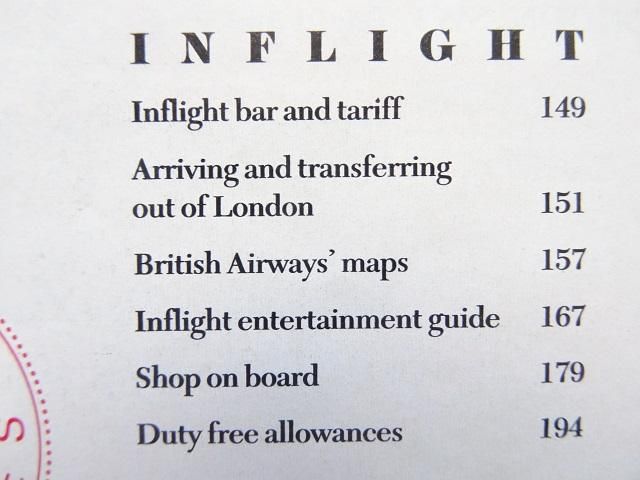 INFLIGHT
Inflight bar and tariff 149
Arriving and transferring
out of London 151
British Airways' maps 157
Inflight entertainment guide 167
Shop on board 179
Duty free allowances 194